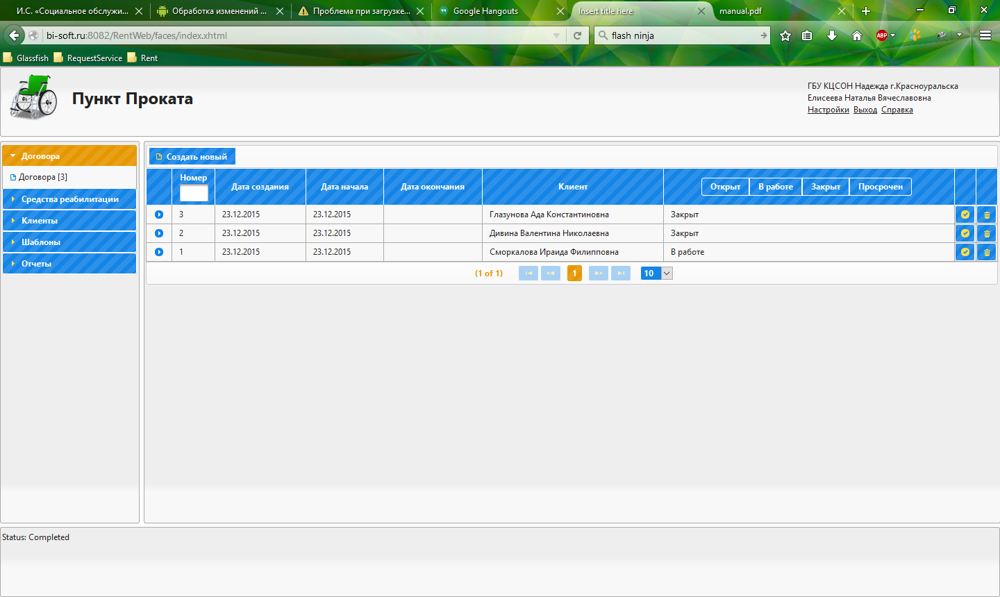 И.С. «Социальное обслужи... Обработка изменений ... Проблема при загрузке... Google Hangouts Insert title here manual.pdf
bi-soft.ru:8082/RentWeb/faces/index.xhtml flash ninja ABP
Glassfish RequestService Rent
Пункт Проката
ГБУ КЦСОН Надежда г.Красноуральска
Елисеева Наталья Вячеславовна
Настройки Выход Справка
Договора
Договора [3]
Средства реабилитации
Клиенты
Шаблоны
Отчеты
Создать новый
Номер Дата создания Дата начала Дата окончания Клиент Открыт В работе Закрыт Просрочен
3 23.12.2015 23.12.2015 Глазунова Ада Константиновна Закрыт
2 23.12.2015 23.12.2015 Дивина Валентина Николаевна Закрыт
1 23.12.2015 23.12.2015 Сморкалова Ираида Филипповна В работе
(1 of 1) 1 10
Status: Completed